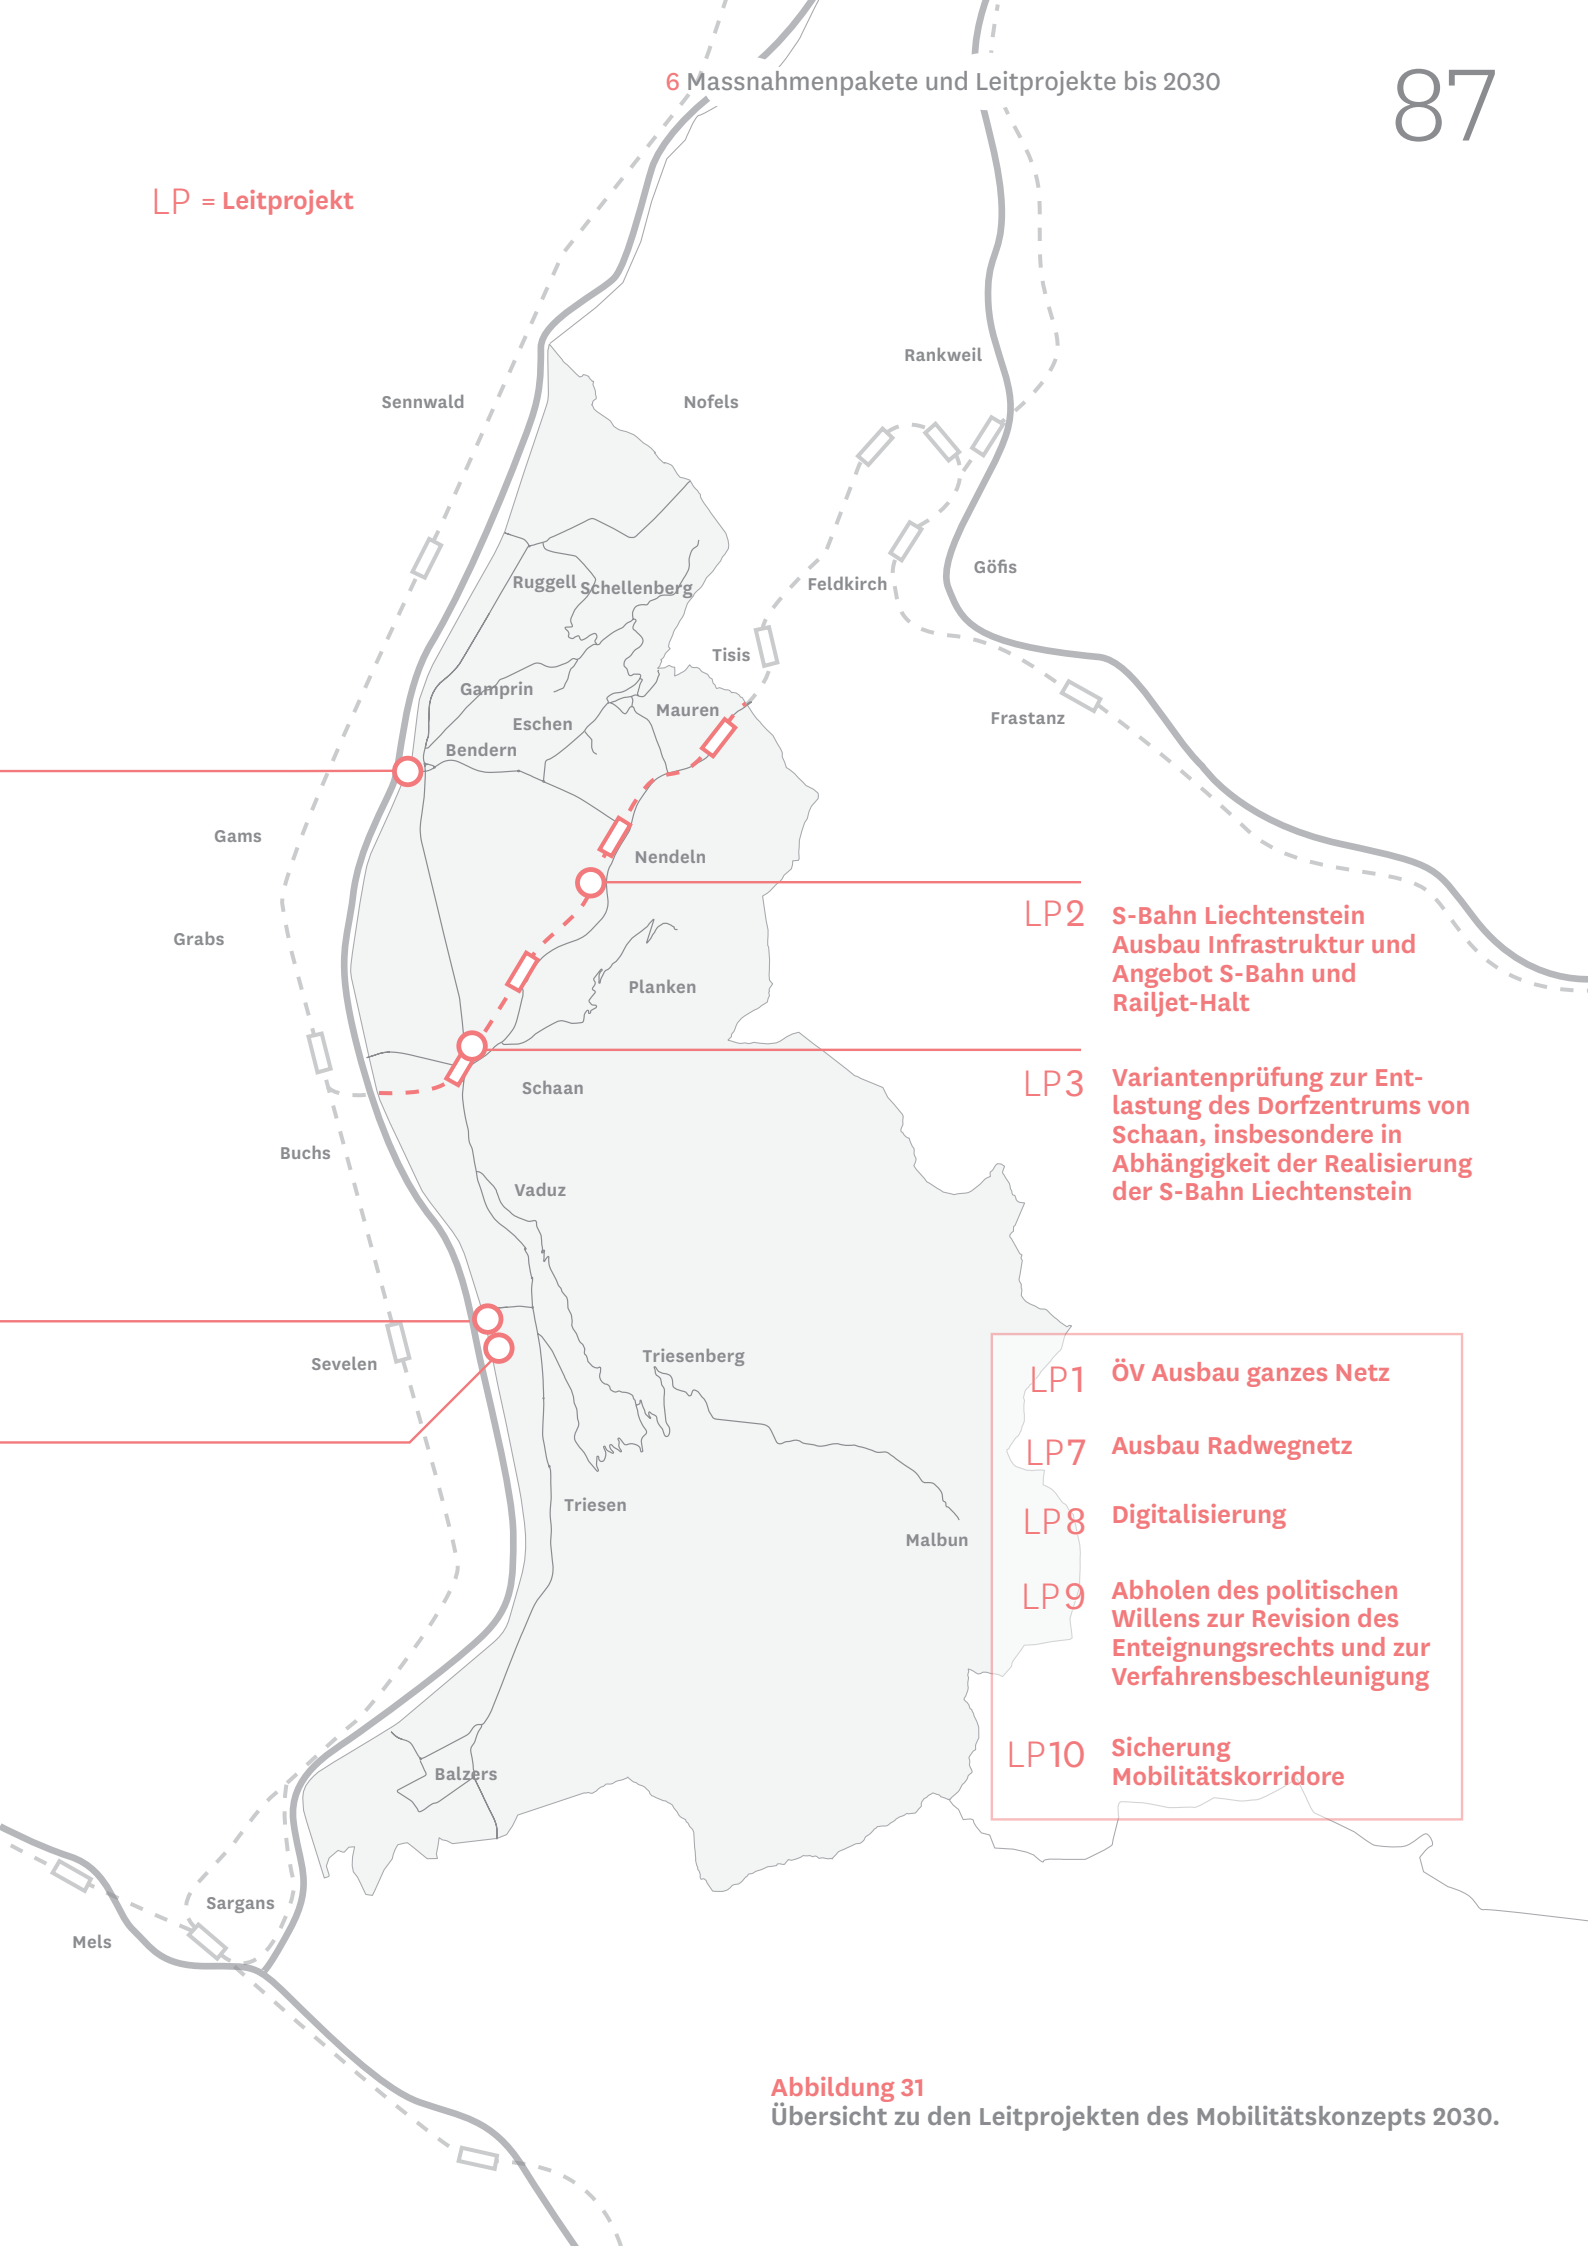 6 Massnahmenpakete und Leitprojekte bis 2030
87
LP = Leitprojekt
Rankweil
Sennwald
Nofels
Göfis
Ruggell
Schellenberg
Feldkirch
Tisis
Gamprin
Mauren
Frastanz
Eschen
Bendern
Gams
Nendeln
LP2 S-Bahn Liechtenstein
Ausbau Infrastruktur und
Angebot S-Bahn und
Railjet-Halt
Grabs
Planken
LP3 Variantenprüfung zur Ent-
lastung des Dorfzentrums von
Schaan, insbesondere in
Abhängigkeit der Realisierung
der S-Bahn Liechtenstein
Schaan
Buchs
Vaduz
Sevelen
Triesenberg
Triesen
Malbun
LP1 ÖV Ausbau ganzes Netz
LP7 Ausbau Radwegnetz
LP8 Digitalisierung
LP9 Abholen des politischen
Willens zur Revision des
Enteignungsrechts und zur
Verfahrensbeschleunigung
LP10 Sicherung
Mobilitätskorridore
Balzers
Sargans
Mels
Abbildung 31
Übersicht zu den Leitprojekten des Mobilitätskonzepts 2030.